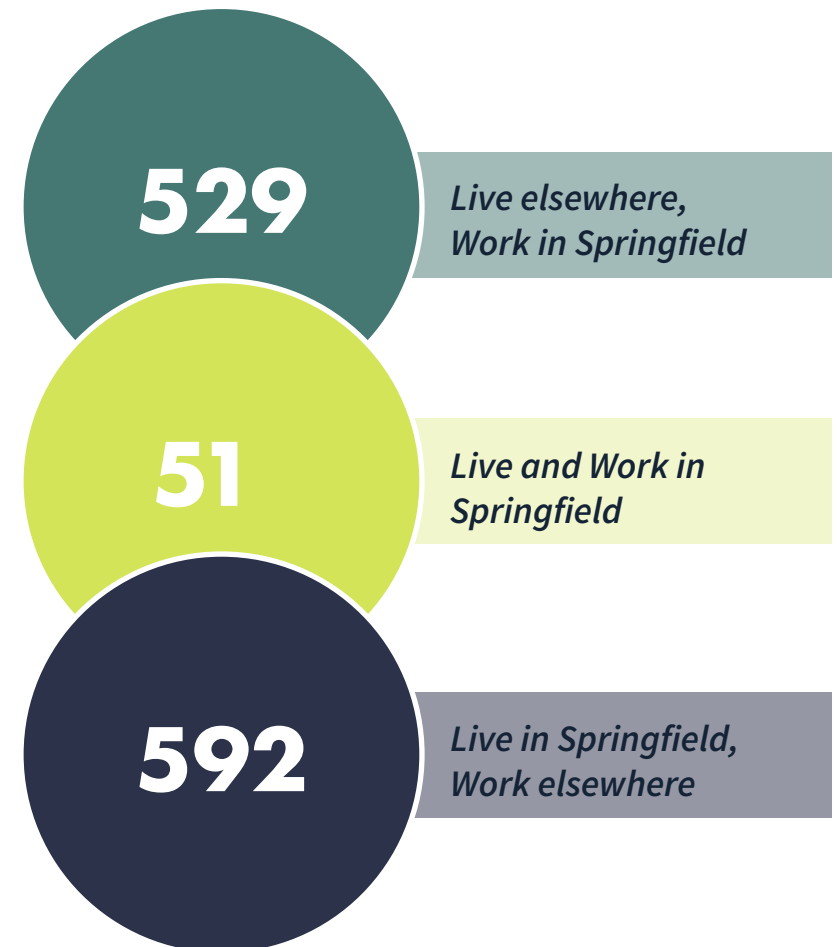 529
Live elsewhere,
Work in Springfield
51
Live and Work in
Springfield
592
Live in Springfield,
Work elsewhere